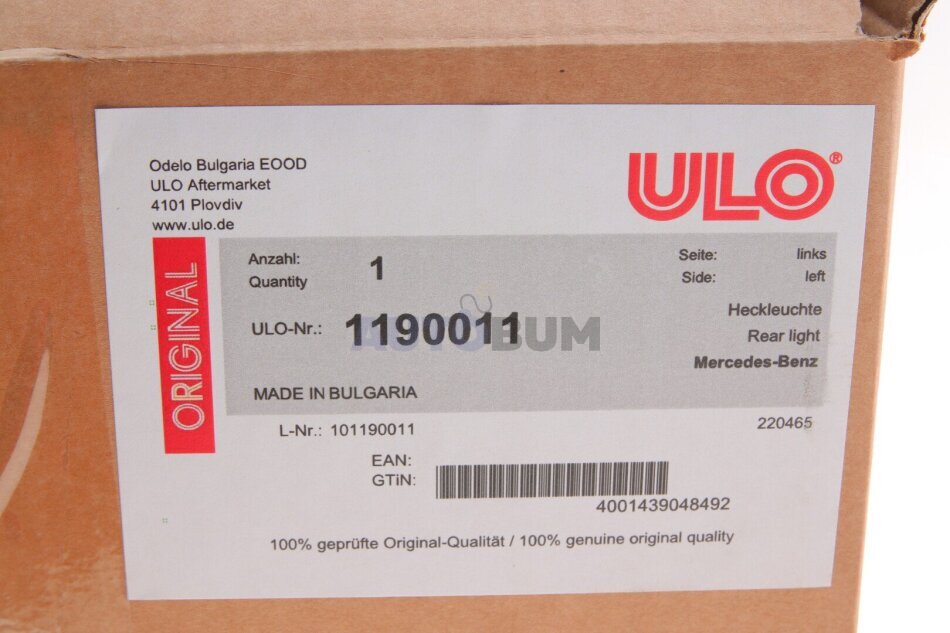 Odelo Bulgaria EOOD
ULO Aftermarket
4101 Plovdiv
www.ulo.de
ULO®
ORIGINAL
Anzahl: 1
Quantity
Seite: links
Side: left
ULO-Nr.: 1190011
AUTOBUM
Heckleuchte
Rear light
Mercedes-Benz
MADE IN BULGARIA
L-Nr.: 101190011
220465
EAN:
GTiN:
4001439048492
100% geprüfte Original-Qualität / 100% genuine original quality